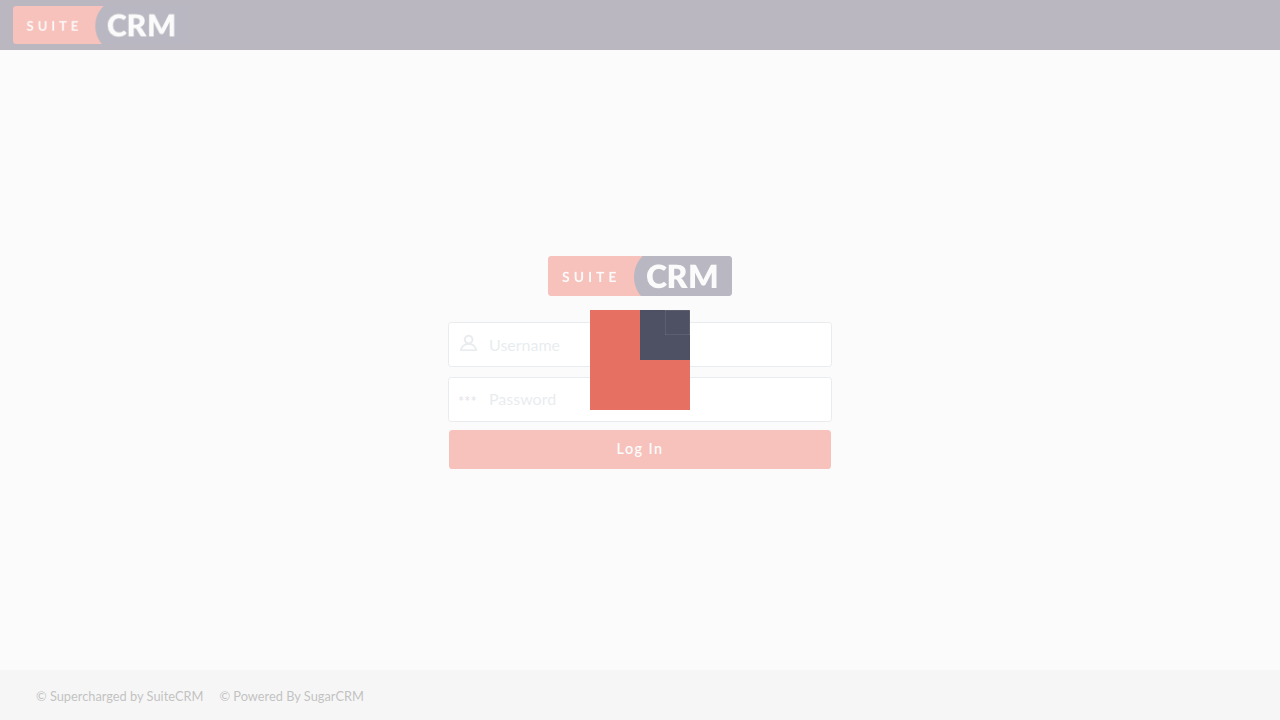 SUITE CRM
SUITE CRM
Username
Password
Log In
© Supercharged by SuiteCRM © Powered By SugarCRM